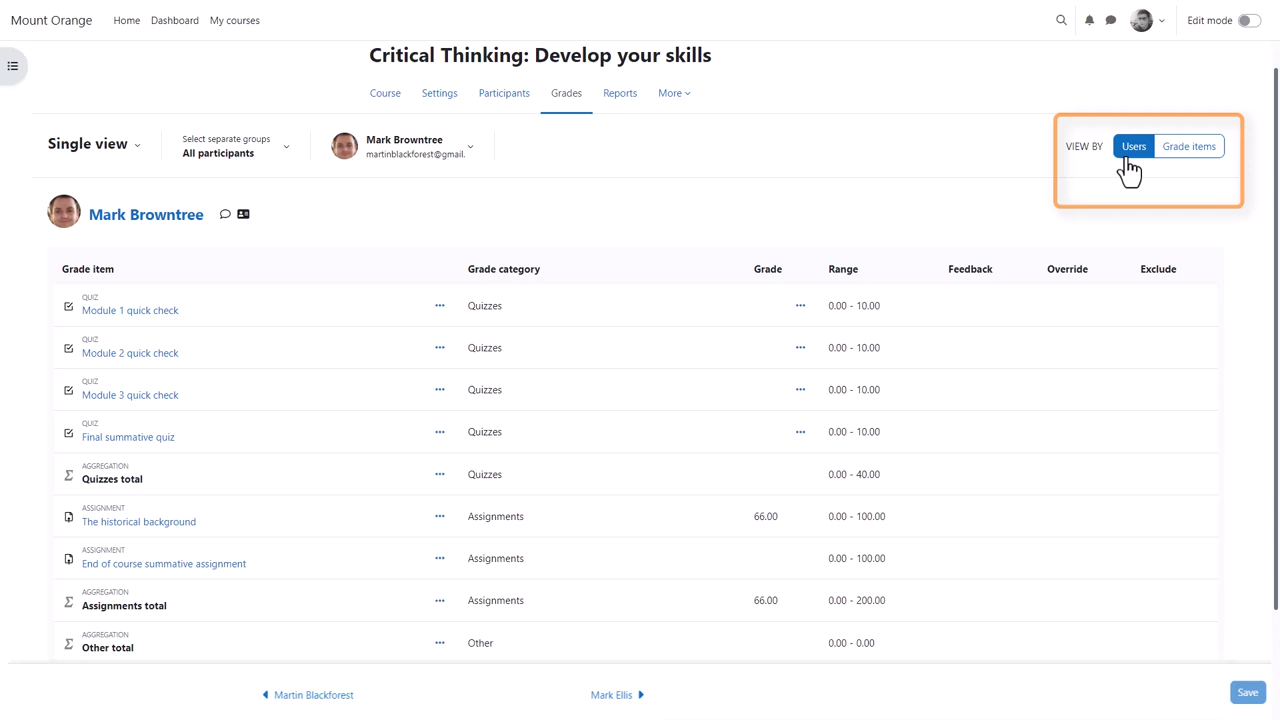 Mount Orange Home Dashboard My courses Edit mode
Critical Thinking: Develop your skills
Course Settings Participants Grades Reports More
Single view
Select separate groups
All participants
Mark Browntree
martinblackforest@gmail.
VIEW BY Users Grade items
Mark Browntree
Grade item Grade category Grade Range Feedback Override Exclude
QUIZ
Module 1 quick check ••• Quizzes ••• 0.00 - 10.00
QUIZ
Module 2 quick check ••• Quizzes ••• 0.00 - 10.00
QUIZ
Module 3 quick check ••• Quizzes ••• 0.00 - 10.00
QUIZ
Final summative quiz ••• Quizzes ••• 0.00 - 10.00
AGGREGATION
Quizzes total ••• Quizzes 0.00 - 40.00
ASSIGNMENT
The historical background ••• Assignments 66.00 0.00 - 100.00
ASSIGNMENT
End of course summative assignment ••• Assignments 0.00 - 100.00
AGGREGATION
Assignments total ••• Assignments 66.00 0.00 - 200.00
AGGREGATION
Other total ••• Other 0.00 - 0.00
Martin Blackforest Mark Ellis Save